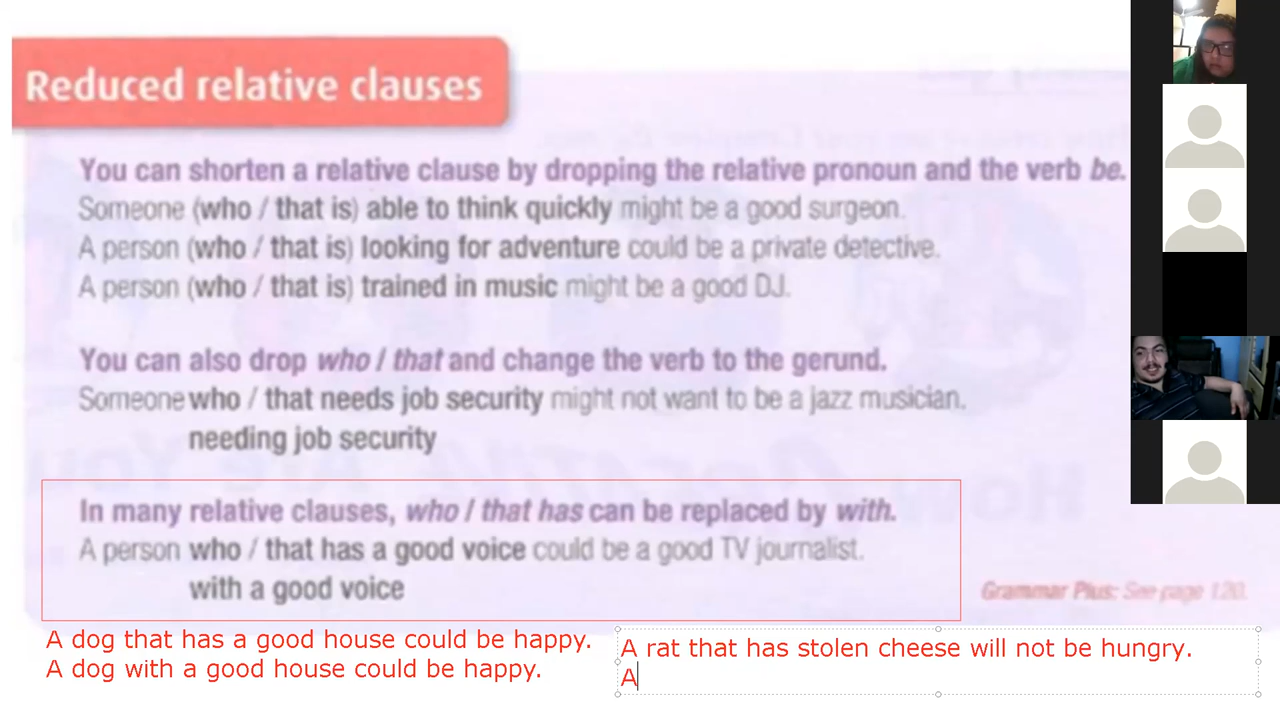 Reduced relative clauses
You can shorten a relative clause by dropping the relative pronoun and the verb be.
Someone (who / that is) able to think quickly might be a good surgeon.
A person (who / that is) looking for adventure could be a private detective.
A person (who / that is) trained in music might be a good DJ.
You can also drop who / that and change the verb to the gerund.
Someone who / that needs job security might not want to be a jazz musician.
needing job security
In many relative clauses, who / that has can be replaced by with.
A person who / that has a good voice could be a good TV journalist.
with a good voice
Grammar Plus: See page 120.
A dog that has a good house could be happy.
A dog with a good house could be happy.
A rat that has stolen cheese will not be hungry.
A